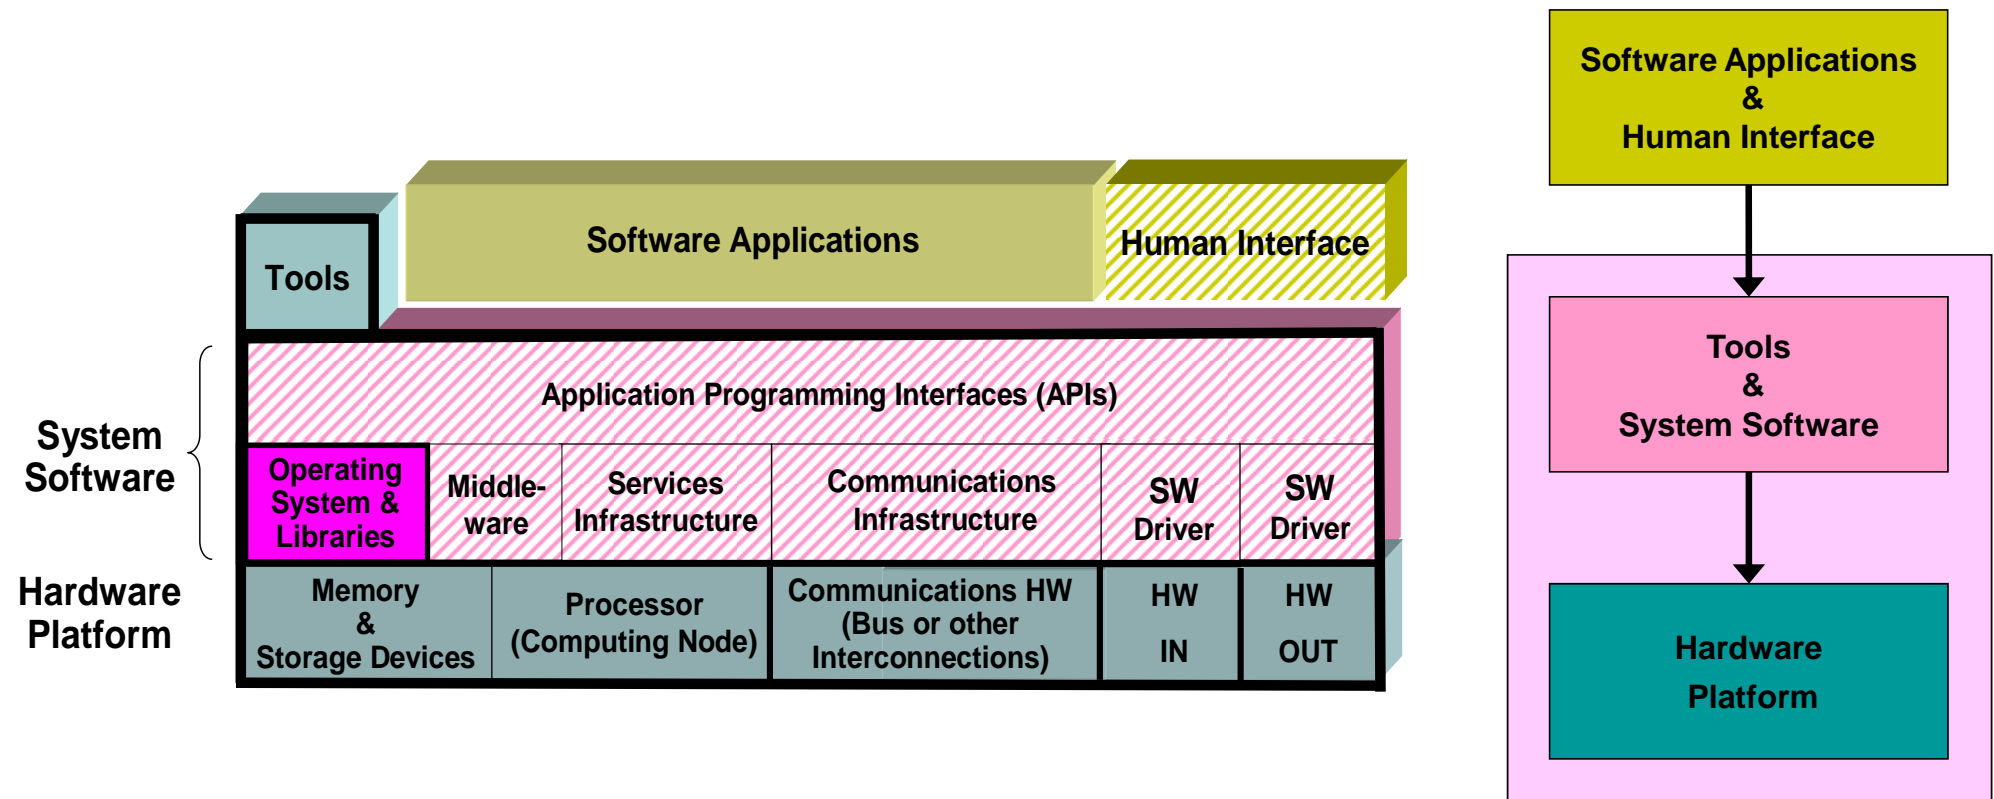 Software Applications
&
Human Interface
Tools
Software Applications
Human Interface
System
Software
Application Programming Interfaces (APIs)
Operating
System &
Libraries
Middle-
ware
Services
Infrastructure
Communications
Infrastructure
SW
Driver
SW
Driver
Hardware
Platform
Memory
&
Storage Devices
Processor
(Computing Node)
Communications HW
(Bus or other
Interconnections)
HW
IN
HW
OUT
Tools
&
System Software
Hardware
Platform